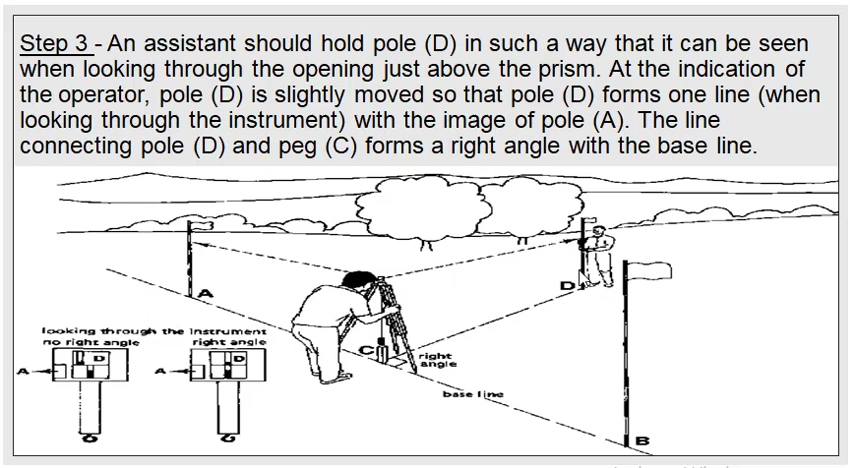 Step 3 - An assistant should hold pole (D) in such a way that it can be seen
when looking through the opening just above the prism. At the indication of
the operator, pole (D) is slightly moved so that pole (D) forms one line (when
looking through the instrument) with the image of pole (A). The line
connecting pole (D) and peg (C) forms a right angle with the base line.
A
D
looking through the instrument
no right angle
right angle
C
right
angle
A
D
A
D
base line
B